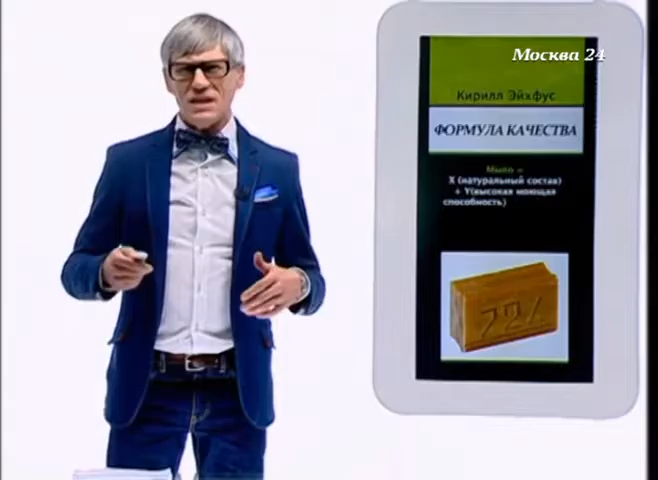 Москва 24
Кирилл Эйхфус
ФОРМУЛА КАЧЕСТВА
Мыло =
X (натуральный состав)
+ Y(высокая моющая
способность)
72%